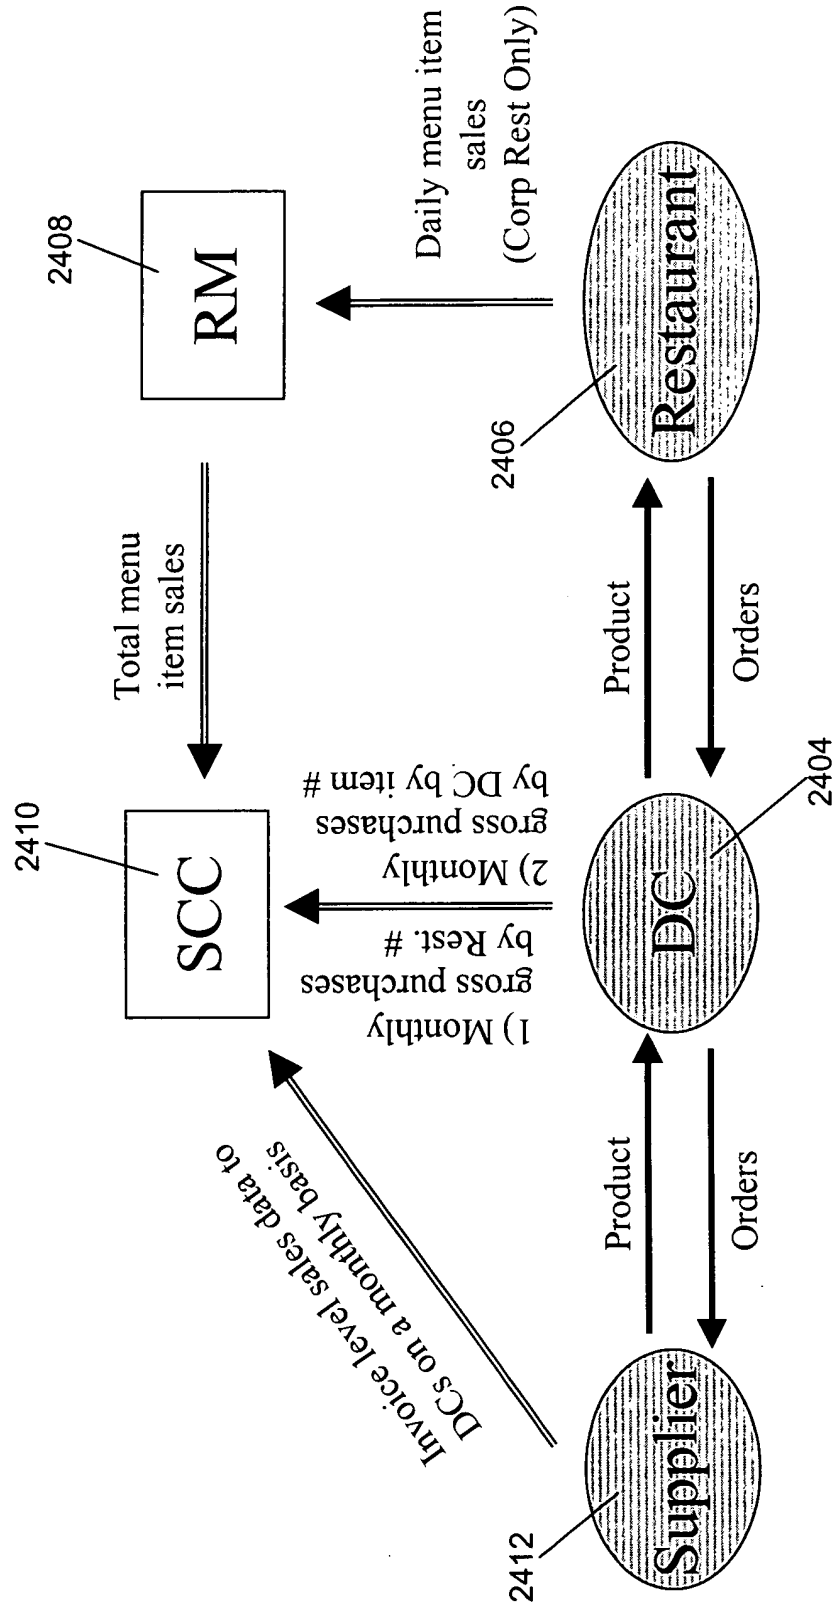 2410
SCC
2408
RM
Total menu
item sales
Invoice level sales data to
DCs on a monthly basis
1) Monthly
gross purchases
by Rest. #
2) Monthly
gross purchases
by DC by item #
Daily menu item
sales
(Corp Rest Only)
2412
Supplier
Product
Orders
DC
2404
Product
Orders
2406
Restaurant